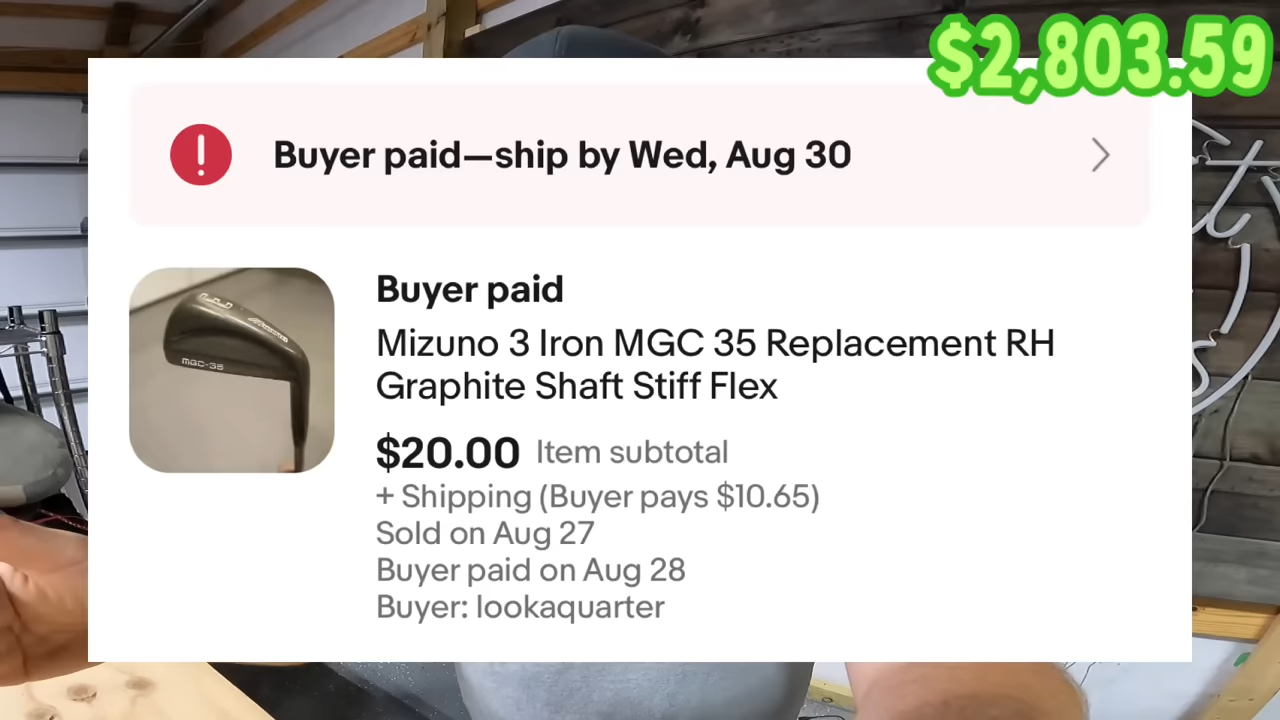 $2,803.59
Buyer paid—ship by Wed, Aug 30
Buyer paid
Mizuno 3 Iron MGC 35 Replacement RH
Graphite Shaft Stiff Flex
$20.00 Item subtotal
+ Shipping (Buyer pays $10.65)
Sold on Aug 27
Buyer paid on Aug 28
Buyer: lookaquarter
MGC-35